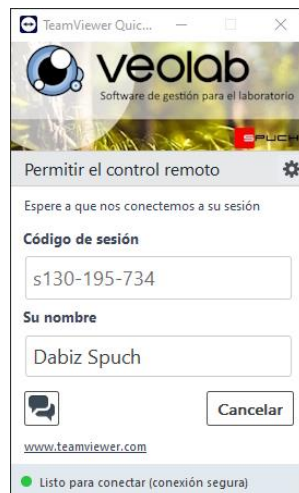 TeamViewer Quic...
veolab
Software de gestión para el laboratorio
SPUCH
Permitir el control remoto
Espere a que nos conectemos a su sesión
Código de sesión
s130-195-734
Su nombre
Dabiz Spuch
Cancelar
www.teamviewer.com
Listo para conectar (conexión segura)